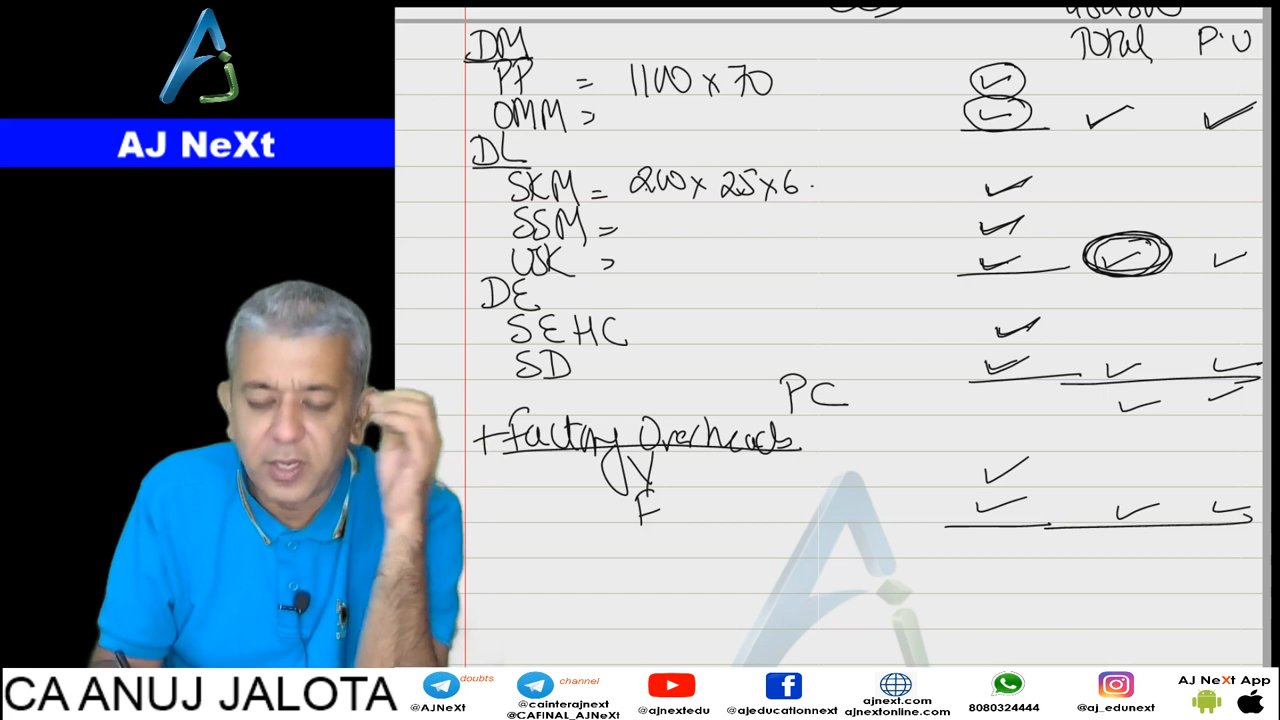 AJ NeXt
Total P.U
DM
PP = 1100 x 70
OMM =
DL
SKM = 200 x 25 x 6
SSM =
USK =
DE
SEHC
SD
PC
+ Factory Overheads
V
F
CA ANUJ JALOTA
doubts
@AJNeXt
channel
@cainterajnext
@CAFINAL_AJNeXt
@ajnextedu
@ajeducationnext
ajnext.com
ajnextonline.com
8080324444
@aj_edunext
AJ NeXt App